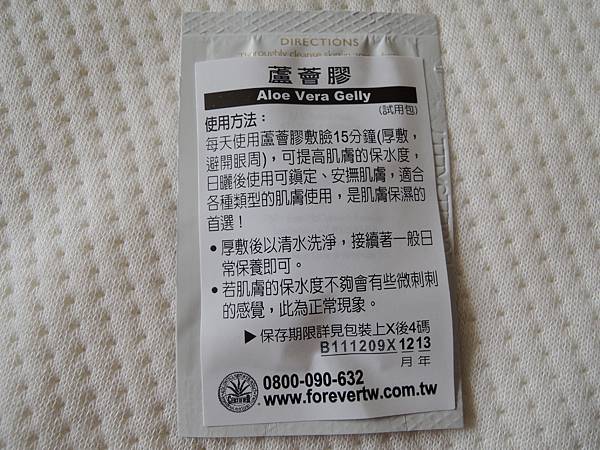 DIRECTIONS
Thoroughly cleanse skin
蘆薈膠
Aloe Vera Gelly
(試用包)
使用方法：
每天使用蘆薈膠敷臉15分鐘(厚敷，
避開眼周)，可提高肌膚的保水度，
日曬後使用可鎮定、安撫肌膚，適合
各種類型的肌膚使用，是肌膚保濕的
首選！
•厚敷後以清水洗淨，接續著一般日
常保養即可。
•若肌膚的保水度不夠會有些微刺刺
的感覺，此為正常現象。
▶保存期限詳見包裝上X後4碼
B111209X1213
月 年
0800-090-632
www.forevertw.com.tw